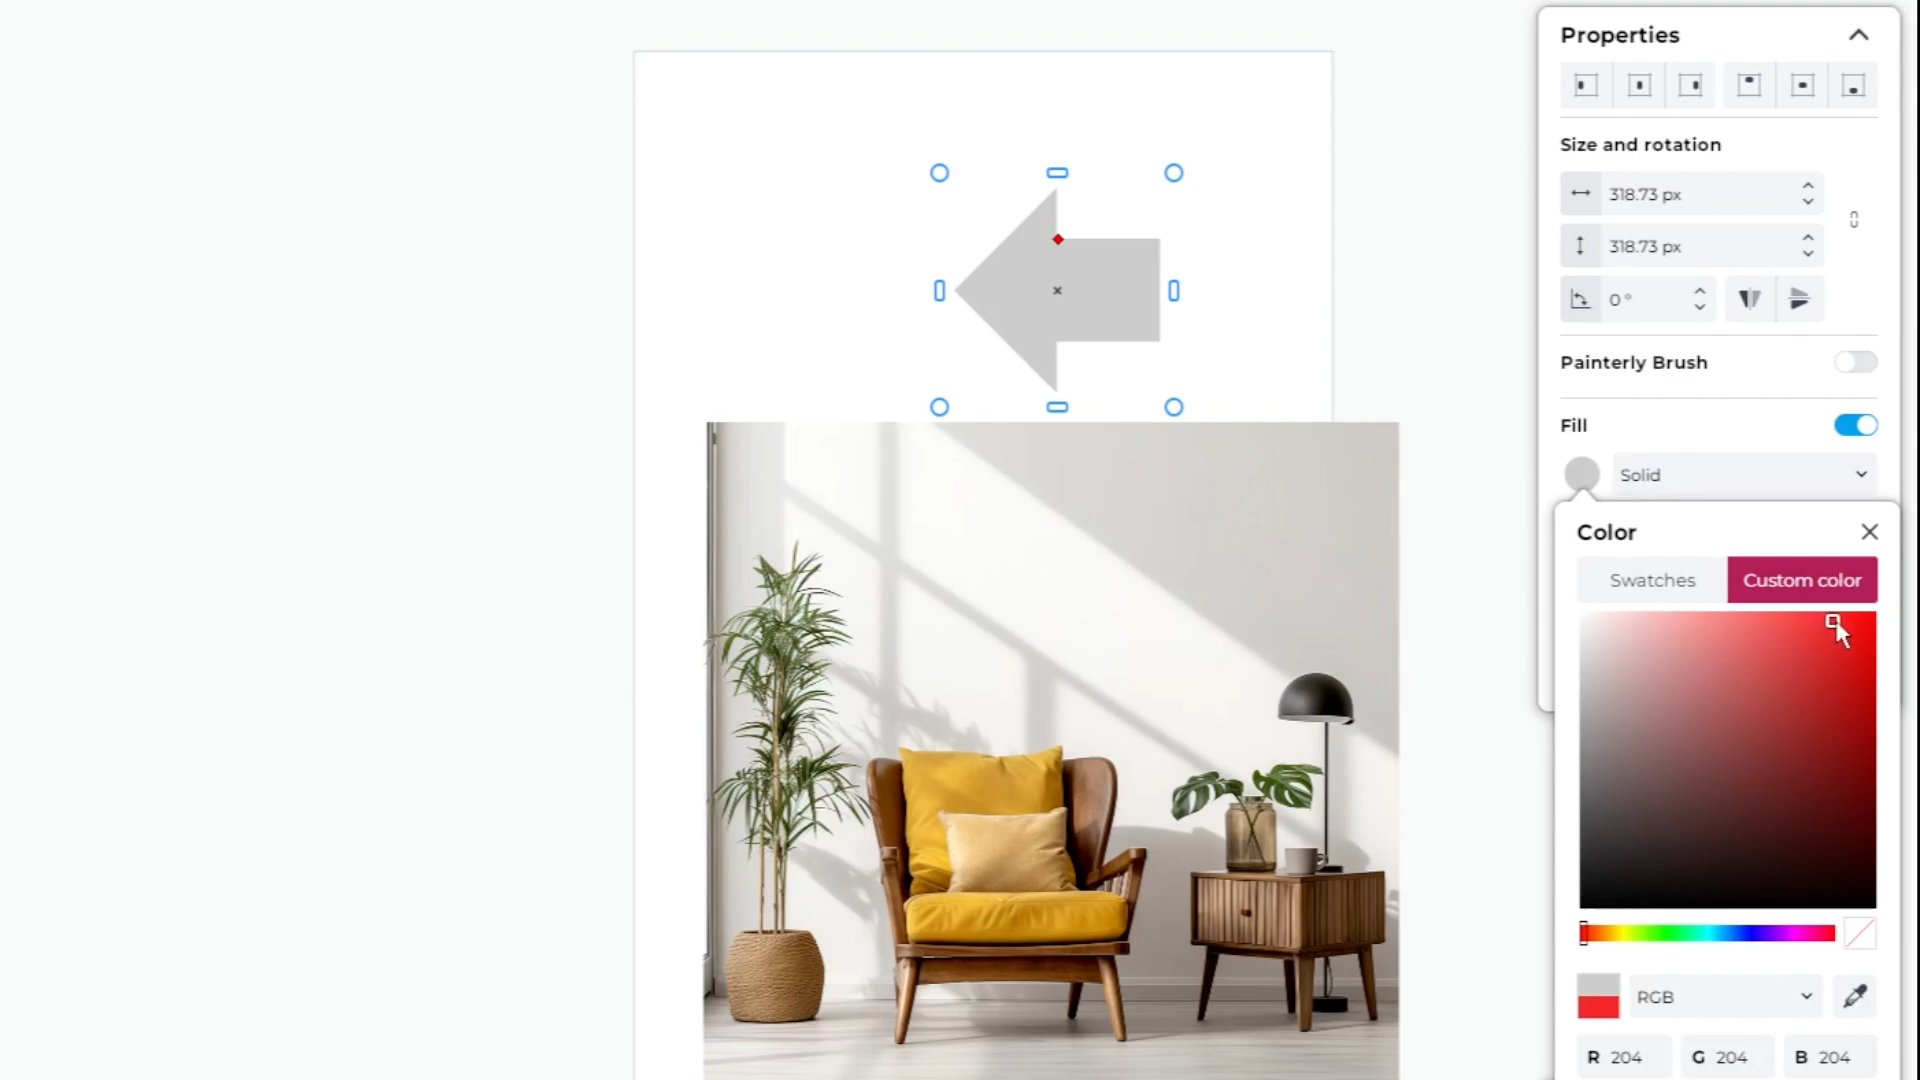 Properties
Size and rotation
318.73 px
318.73 px
0 °
Painterly Brush
Fill
Solid
Color
Swatches
Custom color
RGB
R 204
G 204
B 204